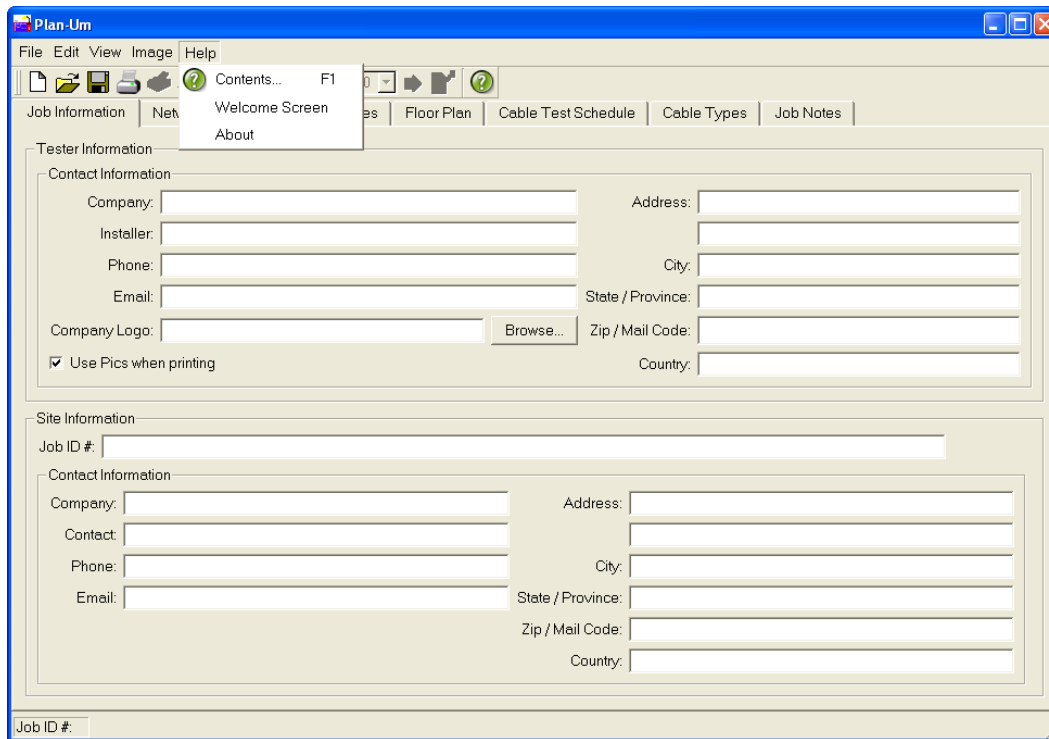 Plan-Um
File Edit View Image Help
Contents... F1
Welcome Screen
About
Job Information Floor Plan Cable Test Schedule Cable Types Job Notes
Tester Information
Contact Information
Company: Address:
Installer:
Phone: City:
Email: State / Province:
Company Logo: Browse... Zip / Mail Code:
Use Pics when printing Country:
Site Information
Job ID #:
Contact Information
Company: Address:
Contact:
Phone: City:
Email: State / Province:
Zip / Mail Code:
Country:
Job ID #: